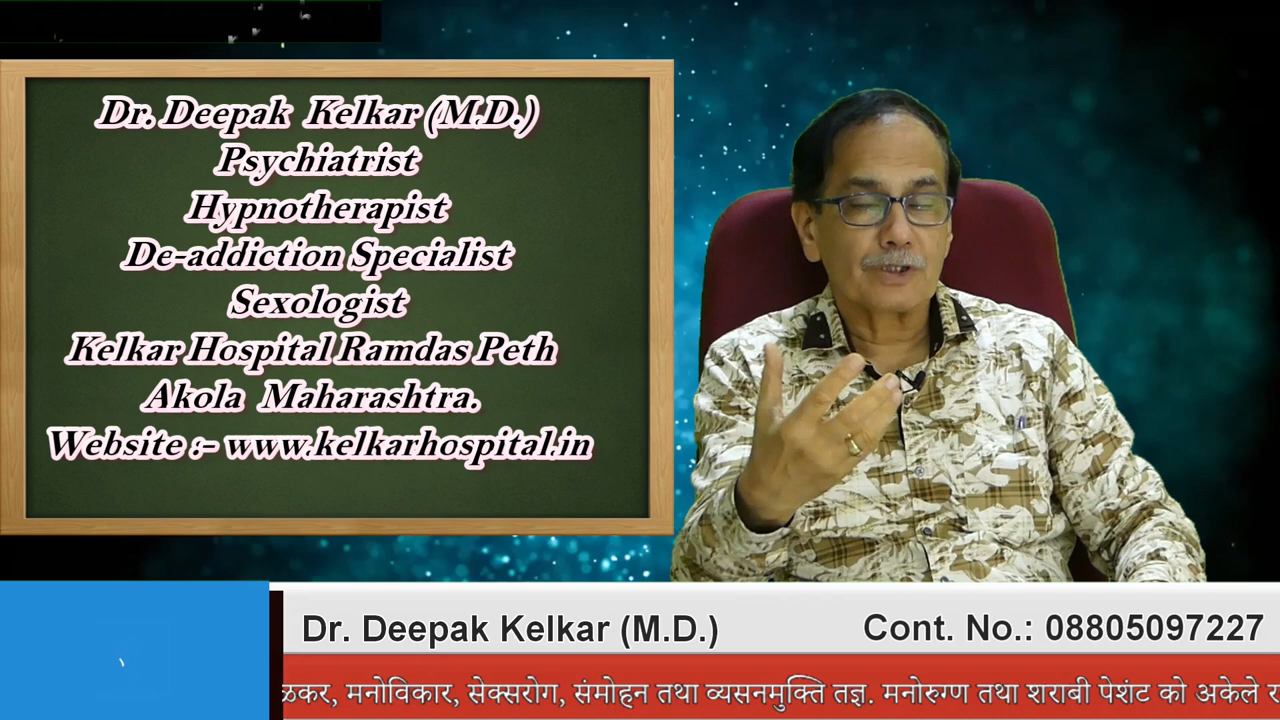 Dr. Deepak Kelkar (M.D.)
Psychiatrist
Hypnotherapist
De-addiction Specialist
Sexologist
Kelkar Hospital Ramdas Peth
Akola Maharashtra.
Website :- www.kelkarhospital.in
Dr. Deepak Kelkar (M.D.)
Cont. No.: 08805097227
ळकर, मनोविकार, सेक्सरोग, संमोहन तथा व्यसनमुक्ति तज्ञ. मनोरुग्ण तथा शराबी पेशंट को अकेले